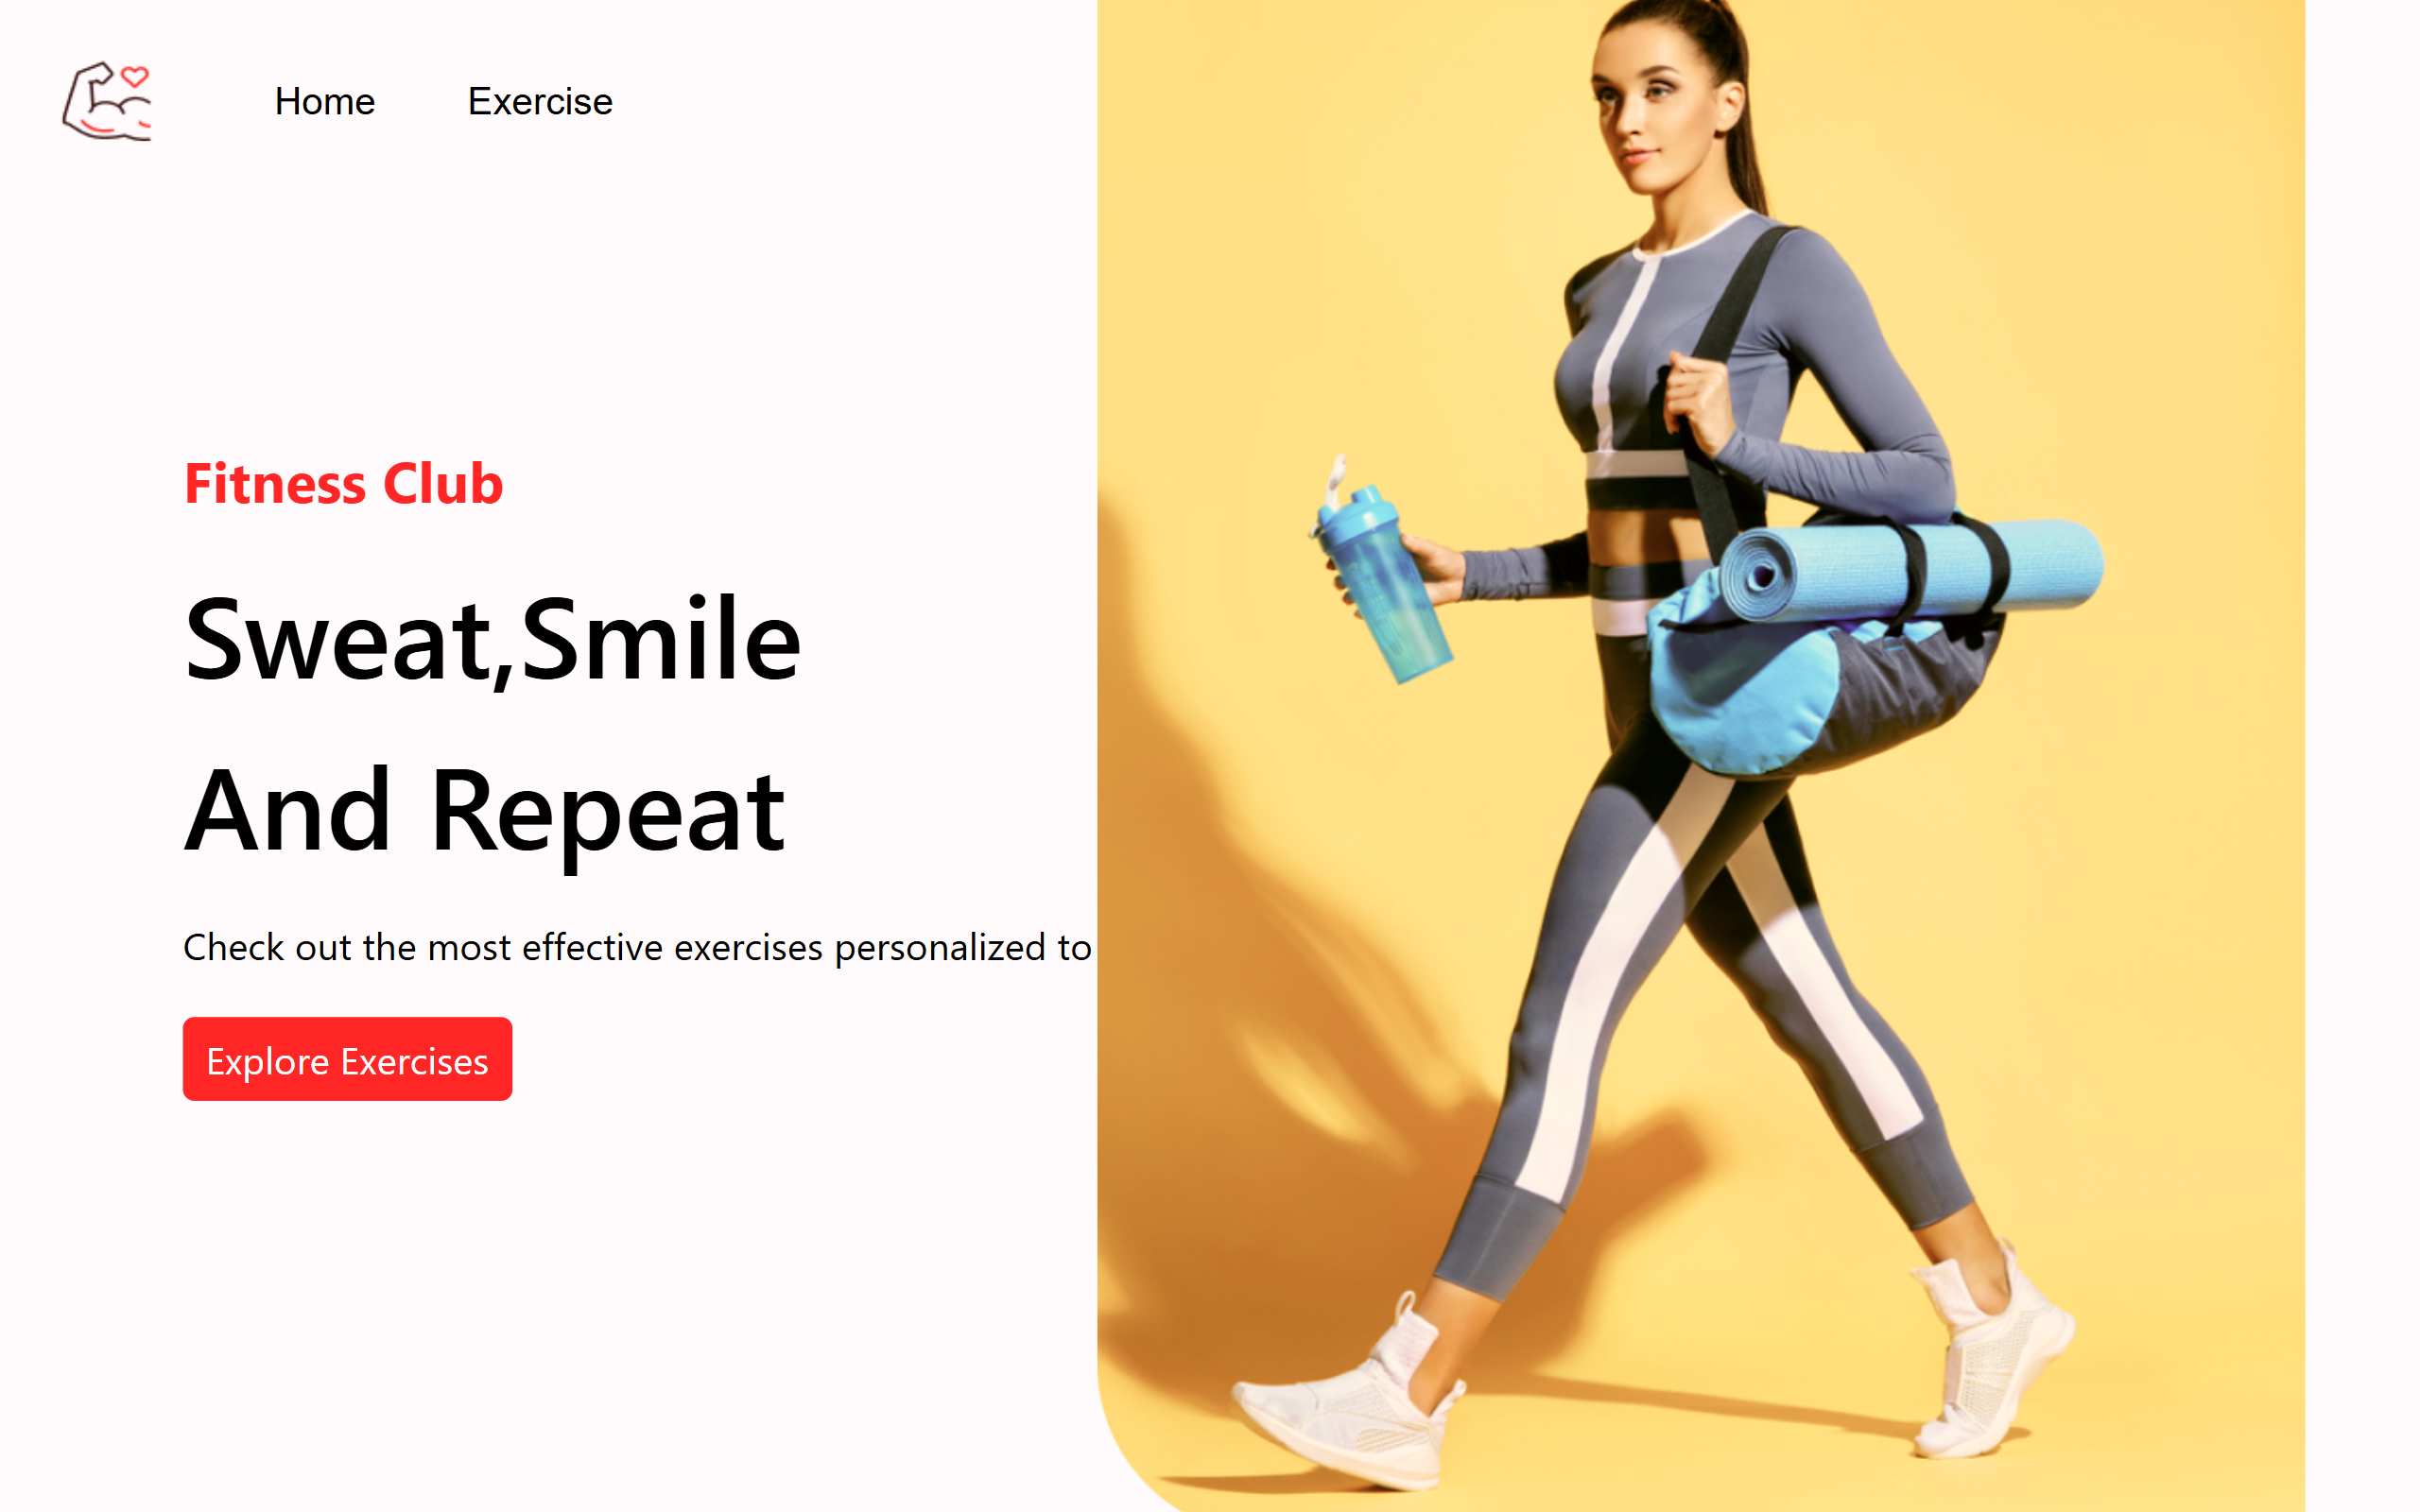 Home
Exercise
Fitness Club
Sweat,Smile
And Repeat
Check out the most effective exercises personalized to
Explore Exercises